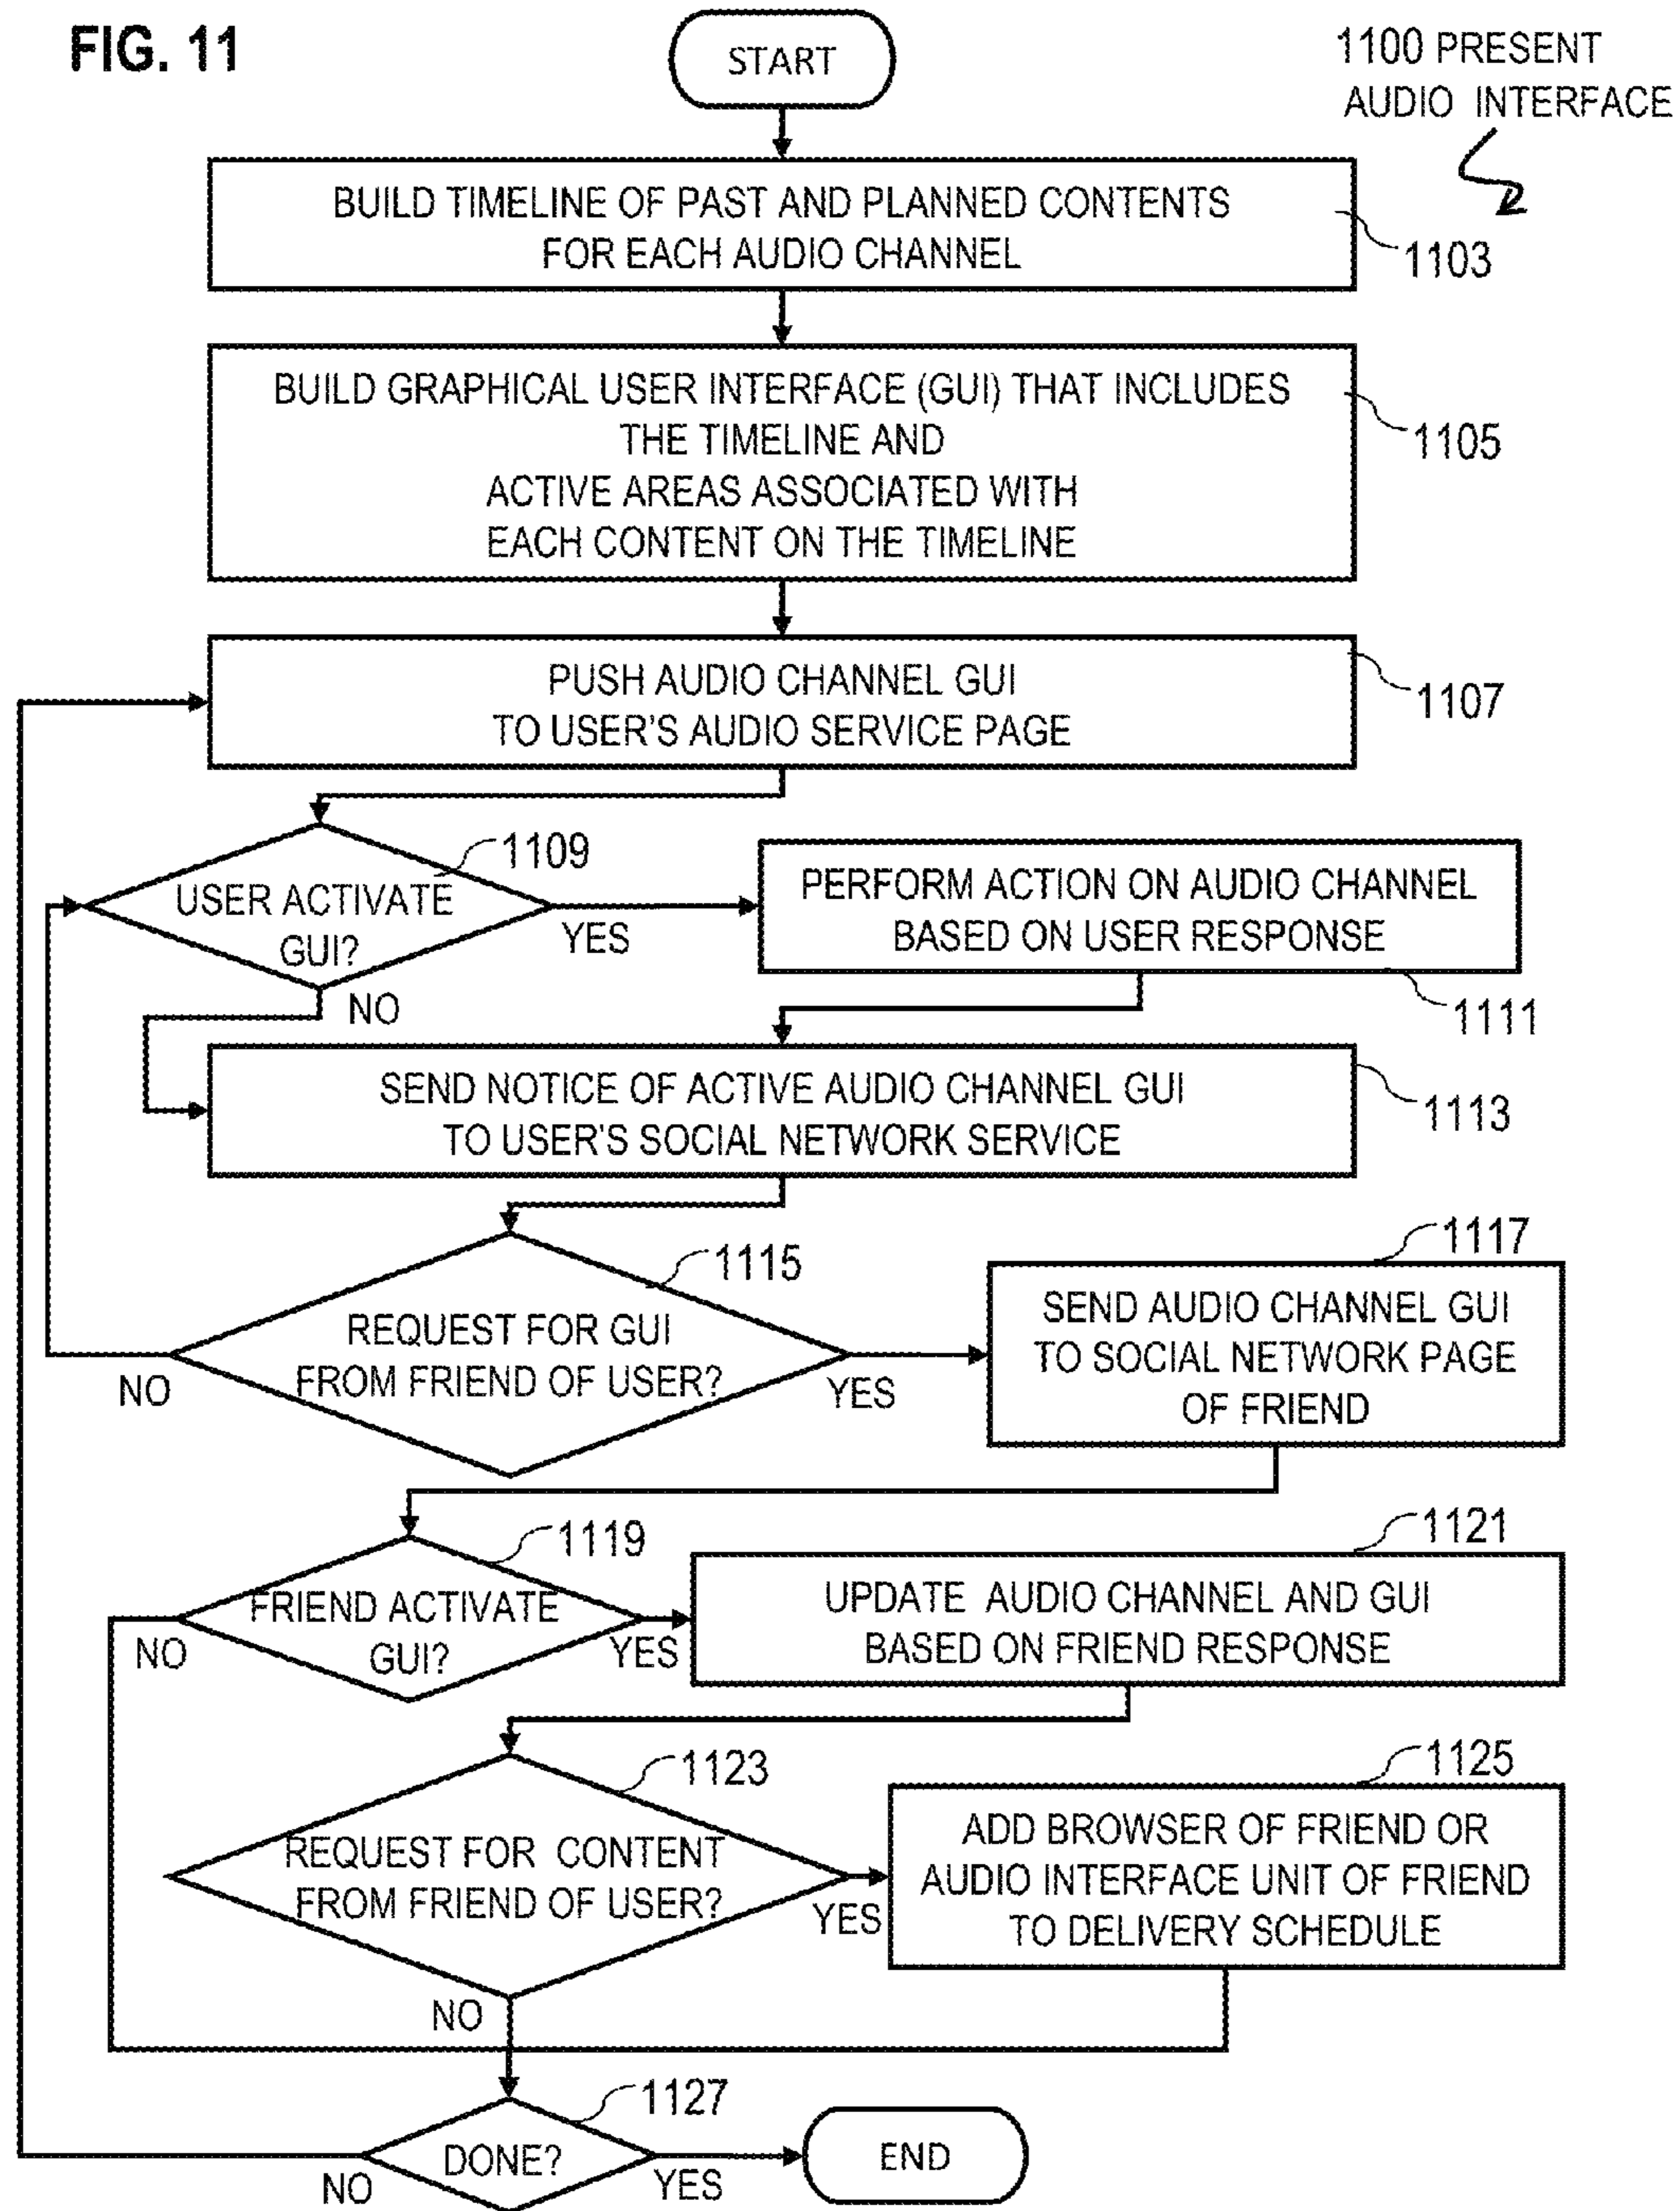 FIG. 11
START
1100 PRESENT
AUDIO INTERFACE
BUILD TIMELINE OF PAST AND PLANNED CONTENTS
FOR EACH AUDIO CHANNEL
1103
BUILD GRAPHICAL USER INTERFACE (GUI) THAT INCLUDES
THE TIMELINE AND
ACTIVE AREAS ASSOCIATED WITH
EACH CONTENT ON THE TIMELINE
1105
PUSH AUDIO CHANNEL GUI
TO USER'S AUDIO SERVICE PAGE
1107
1109
USER ACTIVATE
GUI?
YES
NO
PERFORM ACTION ON AUDIO CHANNEL
BASED ON USER RESPONSE
1111
SEND NOTICE OF ACTIVE AUDIO CHANNEL GUI
TO USER'S SOCIAL NETWORK SERVICE
1113
1115
REQUEST FOR GUI
FROM FRIEND OF USER?
NO
YES
1117
SEND AUDIO CHANNEL GUI
TO SOCIAL NETWORK PAGE
OF FRIEND
1119
FRIEND ACTIVATE
GUI?
NO
YES
1121
UPDATE AUDIO CHANNEL AND GUI
BASED ON FRIEND RESPONSE
1123
REQUEST FOR CONTENT
FROM FRIEND OF USER?
YES
NO
1125
ADD BROWSER OF FRIEND OR
AUDIO INTERFACE UNIT OF FRIEND
TO DELIVERY SCHEDULE
1127
DONE?
NO
YES
END